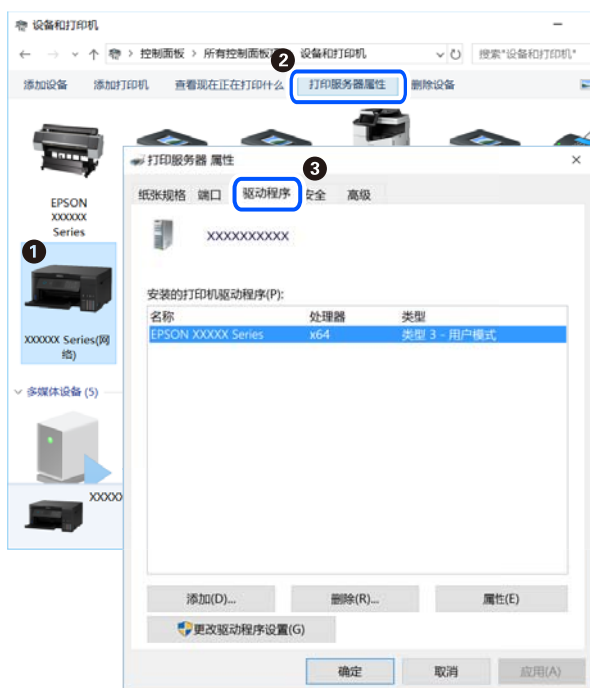 设备和打印机
控制面板 > 所有控制面板 设备和打印机 搜索"设备和打印机"
添加设备 添加打印机 查看现在正在打印什么 打印服务器属性 删除设备
2
打印服务器 属性
3
纸张规格 端口 驱动程序 安全 高级
EPSON
XXXXXX
Series
1
XXXXXXXXXX
安装的打印机驱动程序(P):
名称 处理器 类型
EPSON XXXXX Series x64 类型 3 - 用户模式
XXXXXX Series(网
络)
多媒体设备 (5)
XXXXX
添加(D)... 删除(R)... 属性(E)
更改驱动程序设置(G)
确定 取消 应用(A)